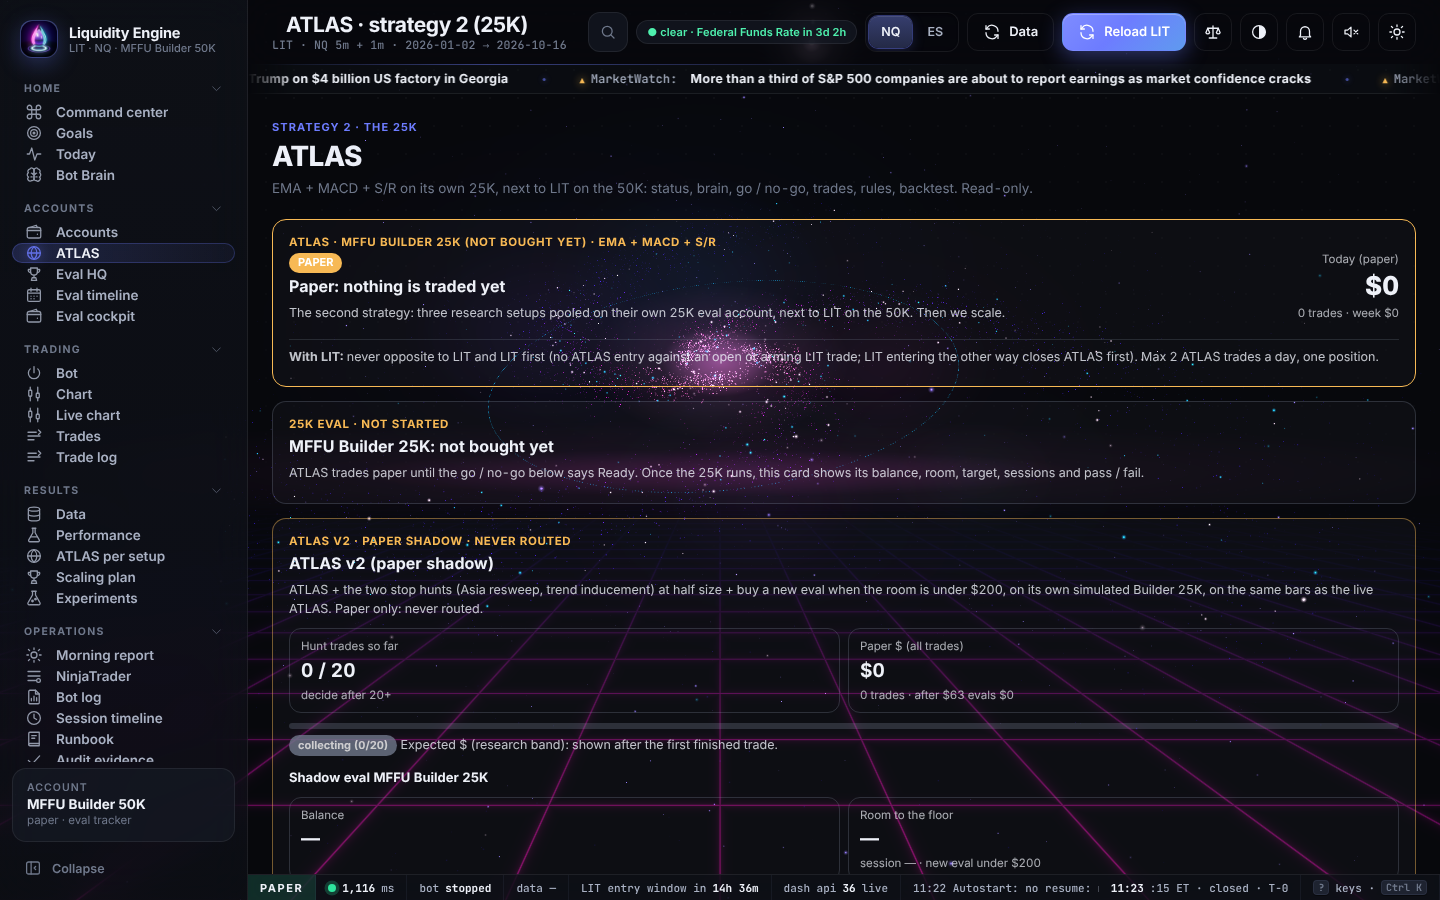 Liquidity Engine
LIT · NQ · MFFU Builder 50K
HOME
Command center
Goals
Today
Bot Brain
ACCOUNTS
Accounts
ATLAS
Eval HQ
Eval timeline
Eval cockpit
TRADING
Bot
Chart
Live chart
Trades
Trade log
RESULTS
Data
Performance
ATLAS per setup
Scaling plan
Experiments
OPERATIONS
Morning report
NinjaTrader
Bot log
Session timeline
Runbook
Audit evidence
ACCOUNT
MFFU Builder 50K
paper · eval tracker
Collapse
ATLAS · strategy 2 (25K)
LIT · NQ 5m + 1m · 2026-01-02 → 2026-10-16
clear · Federal Funds Rate in 3d 2h
NQ ES
Data
Reload LIT
Trump on $4 billion US factory in Georgia • ▲ MarketWatch: More than a third of S&P 500 companies are about to report earnings as market confidence cracks • ▲ Market
STRATEGY 2 · THE 25K
ATLAS
EMA + MACD + S/R on its own 25K, next to LIT on the 50K: status, brain, go / no-go, trades, rules, backtest. Read-only.
ATLAS · MFFU BUILDER 25K (NOT BOUGHT YET) · EMA + MACD + S/R
PAPER
Paper: nothing is traded yet
The second strategy: three research setups pooled on their own 25K eval account, next to LIT on the 50K. Then we scale.
Today (paper)
$0
0 trades · week $0
With LIT: never opposite to LIT and LIT first (no ATLAS entry against an open or arming LIT trade; LIT entering the other way closes ATLAS first). Max 2 ATLAS trades a day, one position.
25K EVAL · NOT STARTED
MFFU Builder 25K: not bought yet
ATLAS trades paper until the go / no-go below says Ready. Once the 25K runs, this card shows its balance, room, target, sessions and pass / fail.
ATLAS V2 · PAPER SHADOW · NEVER ROUTED
ATLAS v2 (paper shadow)
ATLAS + the two stop hunts (Asia resweep, trend inducement) at half size + buy a new eval when the room is under $200, on its own simulated Builder 25K, on the same bars as the live
ATLAS. Paper only: never routed.
Hunt trades so far
0 / 20
decide after 20+
Paper $ (all trades)
$0
0 trades · after $63 evals $0
collecting (0/20) Expected $ (research band): shown after the first finished trade.
Shadow eval MFFU Builder 25K
Balance
—
Room to the floor
—
session — · new eval under $200
PAPER 1,116 ms bot stopped data — LIT entry window in 14h 36m dash api 36 live 11:22 Autostart: no resume: 11:23 :15 ET · closed · T-0 ? keys · Ctrl K